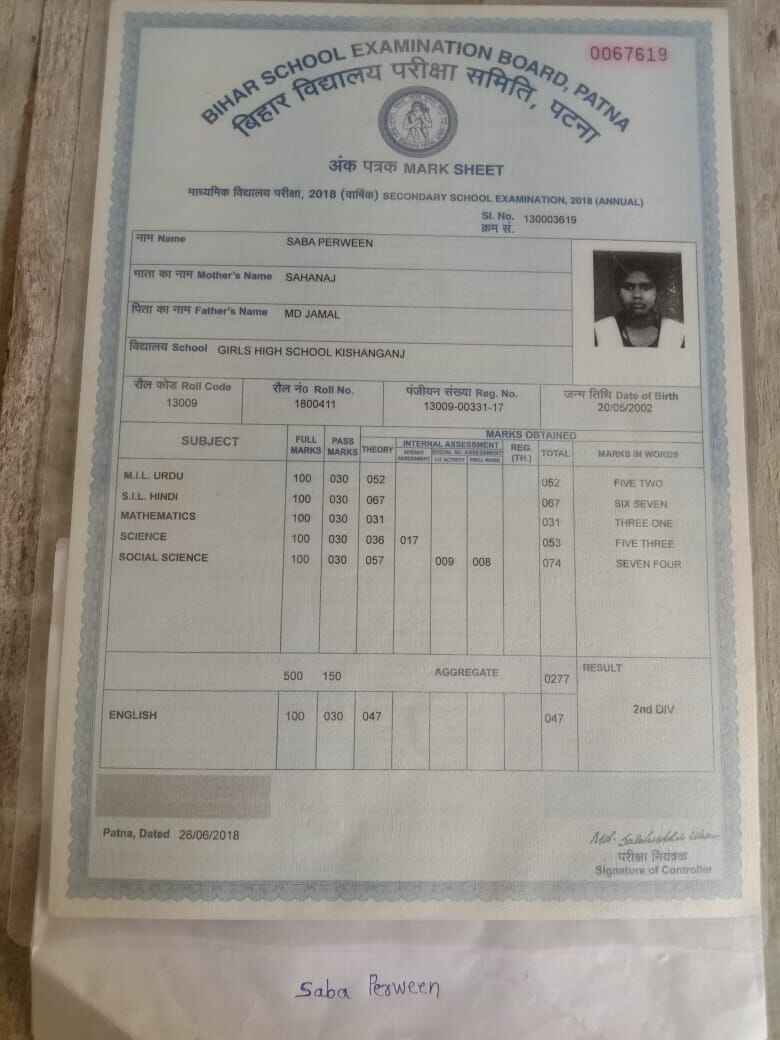 0067619
BIHAR SCHOOL EXAMINATION BOARD, PATNA
बिहार विद्यालय परीक्षा समिति, पटना
अंक पत्रक MARK SHEET
माध्यमिक विद्यालय परीक्षा, 2018 (वार्षिक) SECONDARY SCHOOL EXAMINATION, 2018 (ANNUAL)
Sl. No. 130003619
क्रम सं.
नाम Name SABA PERWEEN
माता का नाम Mother's Name SAHANAJ
पिता का नाम Father's Name MD JAMAL
विद्यालय School GIRLS HIGH SCHOOL KISHANGANJ
रौल कोड Roll Code रौल नं० Roll No. पंजीयन संख्या Reg. No. जन्म तिथि Date of Birth
13009 1800411 13009-00331-17 20/05/2002
MARKS OBTAINED
SUBJECT FULL MARKS PASS MARKS THEORY INTERNAL ASSESSMENT REG. (TH.) TOTAL MARKS IN WORDS
M.I.L. URDU 100 030 052 052 FIVE TWO
S.I.L. HINDI 100 030 067 067 SIX SEVEN
MATHEMATICS 100 030 031 031 THREE ONE
SCIENCE 100 030 036 017 053 FIVE THREE
SOCIAL SCIENCE 100 030 057 009 008 074 SEVEN FOUR
500 150 AGGREGATE 0277 RESULT
2nd DIV
ENGLISH 100 030 047 047
Patna, Dated 26/06/2018
परीक्षा नियंत्रक
Signature of Controller
Saba Perween